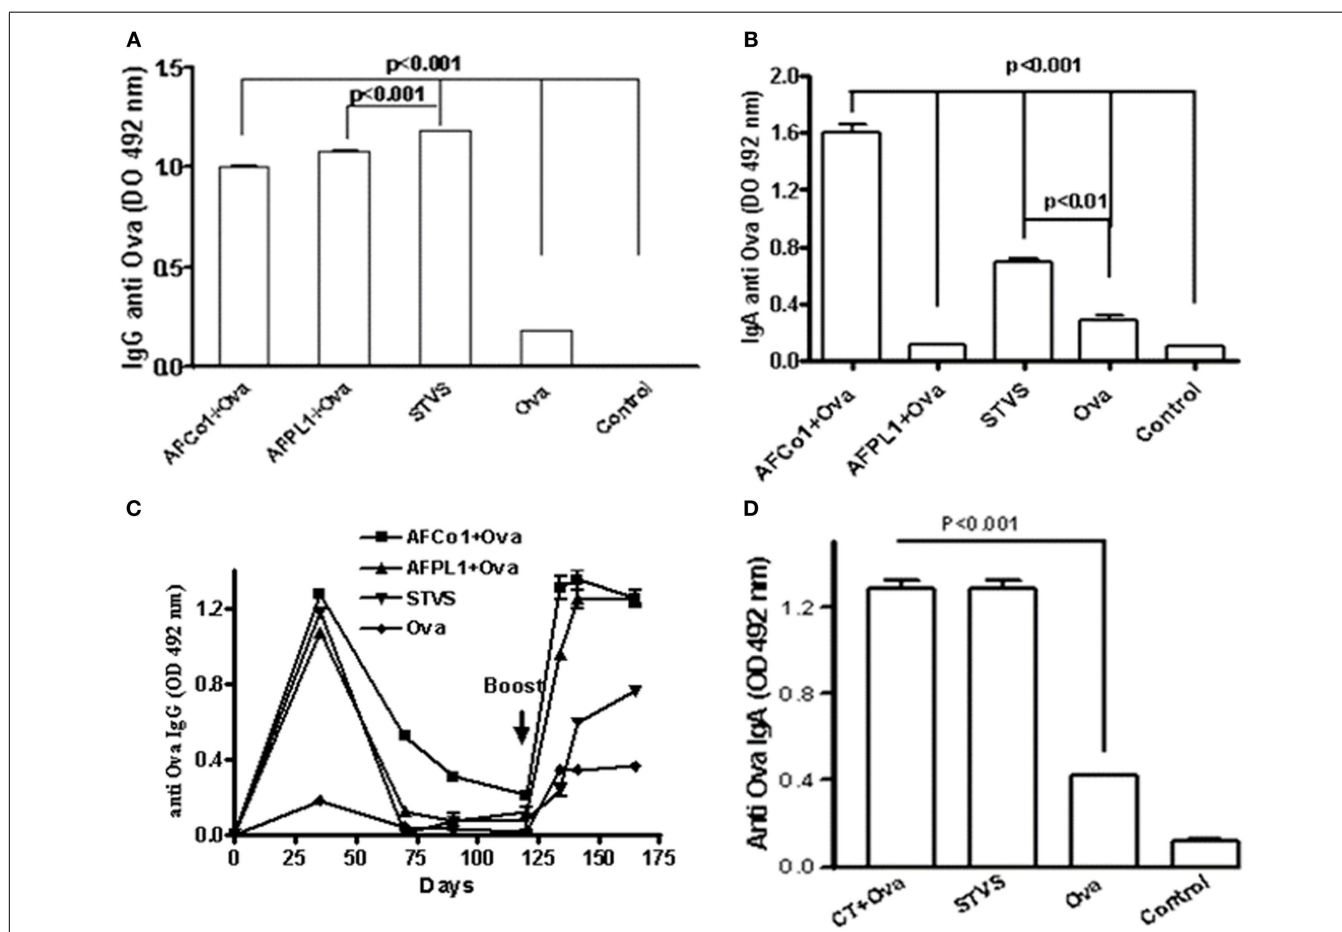 A
p<0.001
p<0.001
IgG anti Ova (DO 492 nm)
1.5
1.0
0.5
0.0
AFCo1+Ova
AFPL1+Ova
STVS
Ova
Control
B
p<0.001
p<0.01
IgA anti Ova (DO 492 nm)
2.0
1.6
1.2
0.8
0.4
0.0
AFCo1+Ova
AFPL1+Ova
STVS
Ova
Control
C
AFCo1+Ova
AFPL1+Ova
STVS
Ova
Boost
anti Ova IgG (OD 492 nm)
1.2
0.8
0.4
0.0
0
25
50
75
100
125
150
175
Days
D
P<0.001
Anti Ova IgA (OD492 nm)
1.2
0.8
0.4
0.0
CT+Ova
STVS
Ova
Control